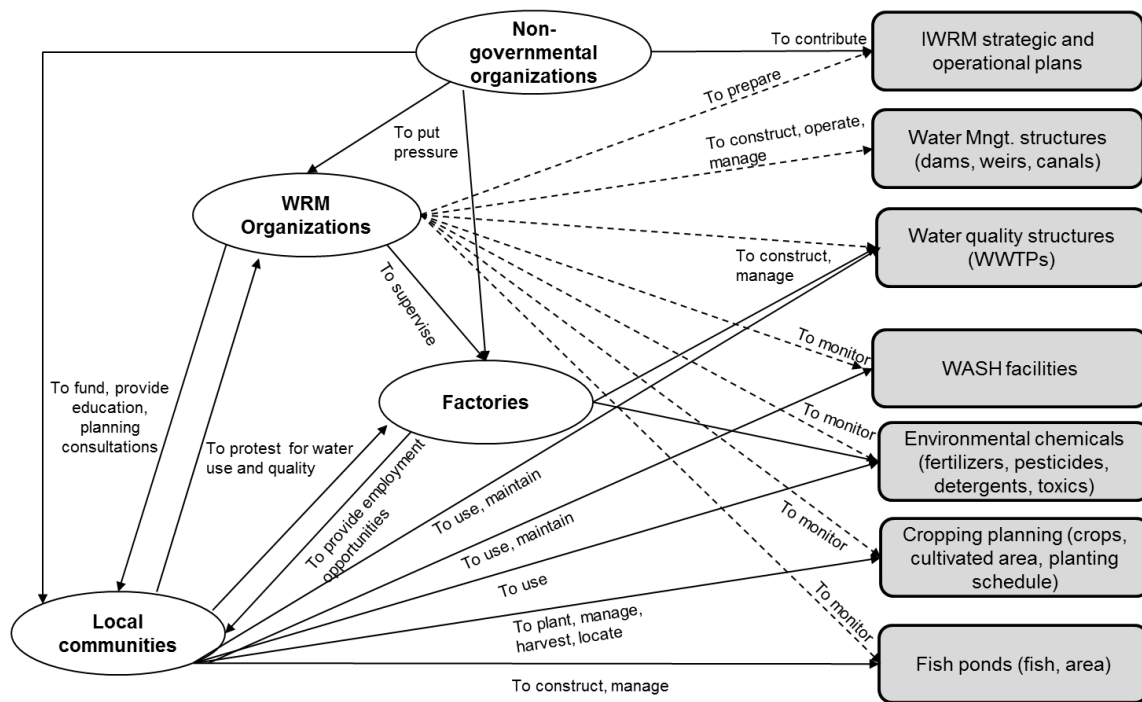 Non-
governmental
organizations
To contribute
IWRM strategic and
operational plans
To prepare
To put
pressure
To construct, operate,
manage
Water Mngt. structures
(dams, weirs, canals)
WRM
Organizations
To supervise
To construct,
manage
Water quality structures
(WWTPs)
To monitor
WASH facilities
To fund, provide
education,
planning
consultations
To protest for water
use and quality
Factories
To monitor
Environmental chemicals
(fertilizers, pesticides,
detergents, toxics)
To provide employment
opportunities
To use, maintain
To use, maintain
To use
To monitor
Cropping planning (crops,
cultivated area, planting
schedule)
Local
communities
To plant, manage,
harvest, locate
To monitor
Fish ponds (fish, area)
To construct, manage